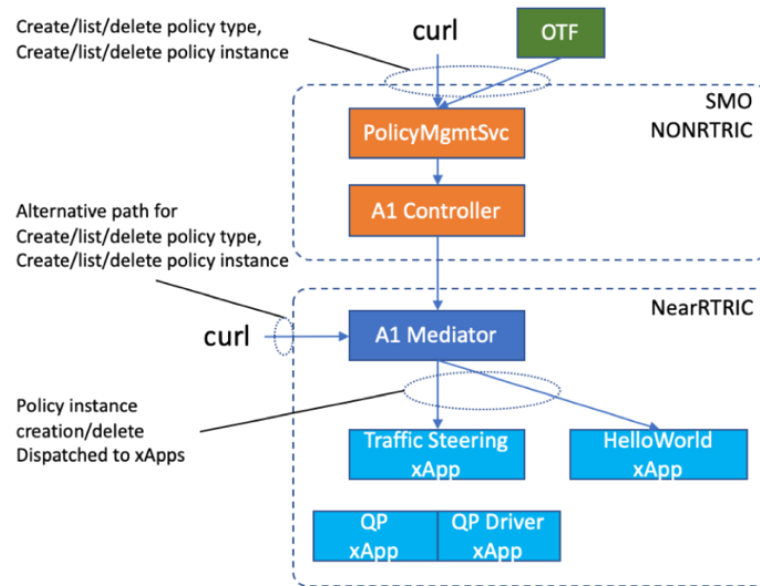 Create/list/delete policy type,
Create/list/delete policy instance
curl
OTF
SMO
NONRTRIC
PolicyMgmtSvc
A1 Controller
Alternative path for
Create/list/delete policy type,
Create/list/delete policy instance
NearRTRIC
curl
A1 Mediator
Policy instance
creation/delete
Dispatched to xApps
Traffic Steering
xApp
HelloWorld
xApp
QP
xApp
QP Driver
xApp